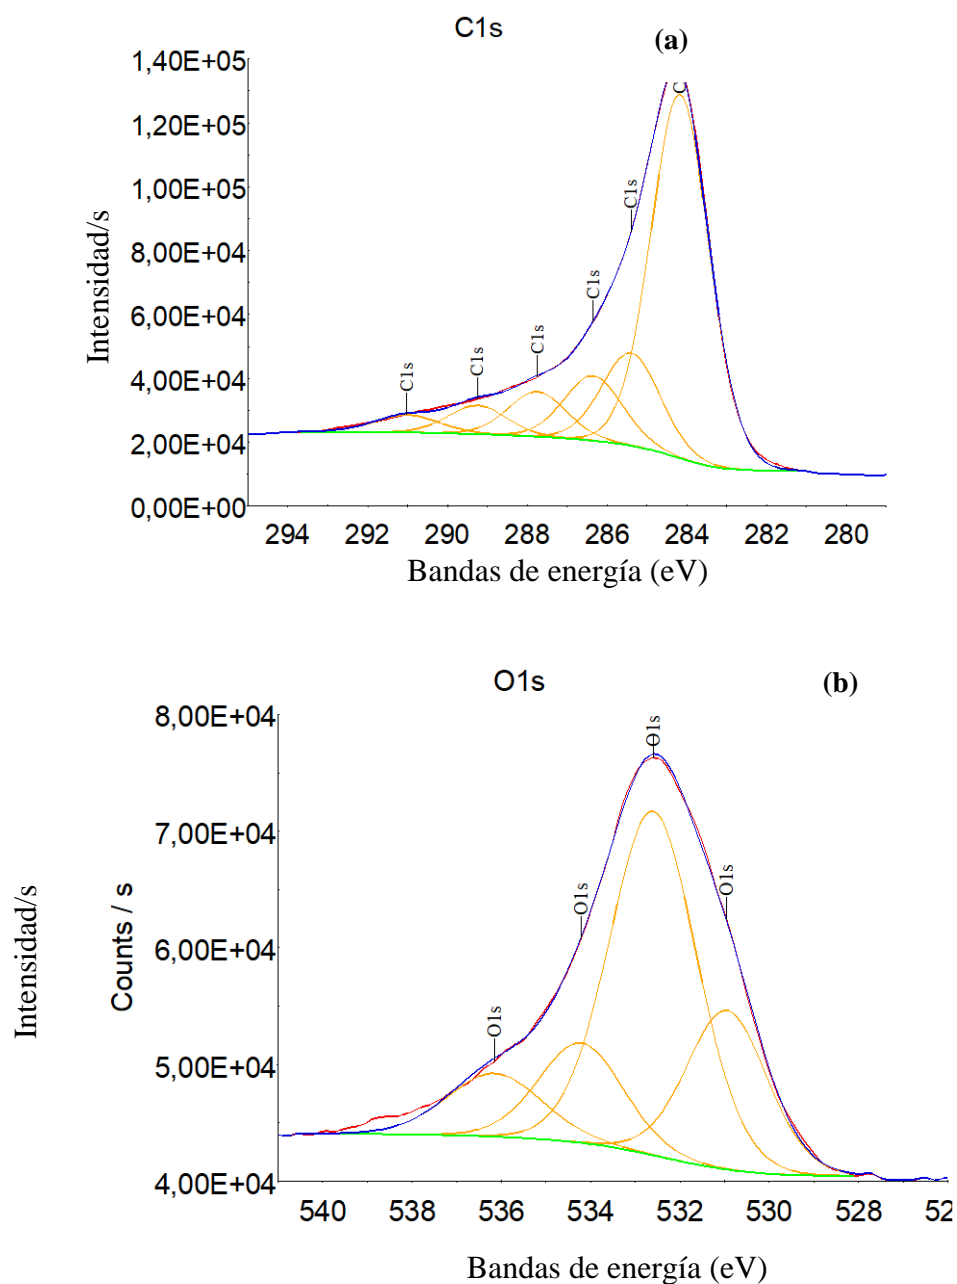 C1s
(a)
1,40E+05
1,20E+05
1,00E+05
8,00E+04
6,00E+04
4,00E+04
2,00E+04
0,00E+00
Intensidad/s
C
C1s
C1s
C1s
C1s
C1s
294 292 290 288 286 284 282 280
Bandas de energía (eV)
O1s
(b)
8,00E+04
7,00E+04
6,00E+04
5,00E+04
4,00E+04
Intensidad/s
Counts / s
O1s
O1s
O1s
O1s
540 538 536 534 532 530 528 52
Bandas de energía (eV)